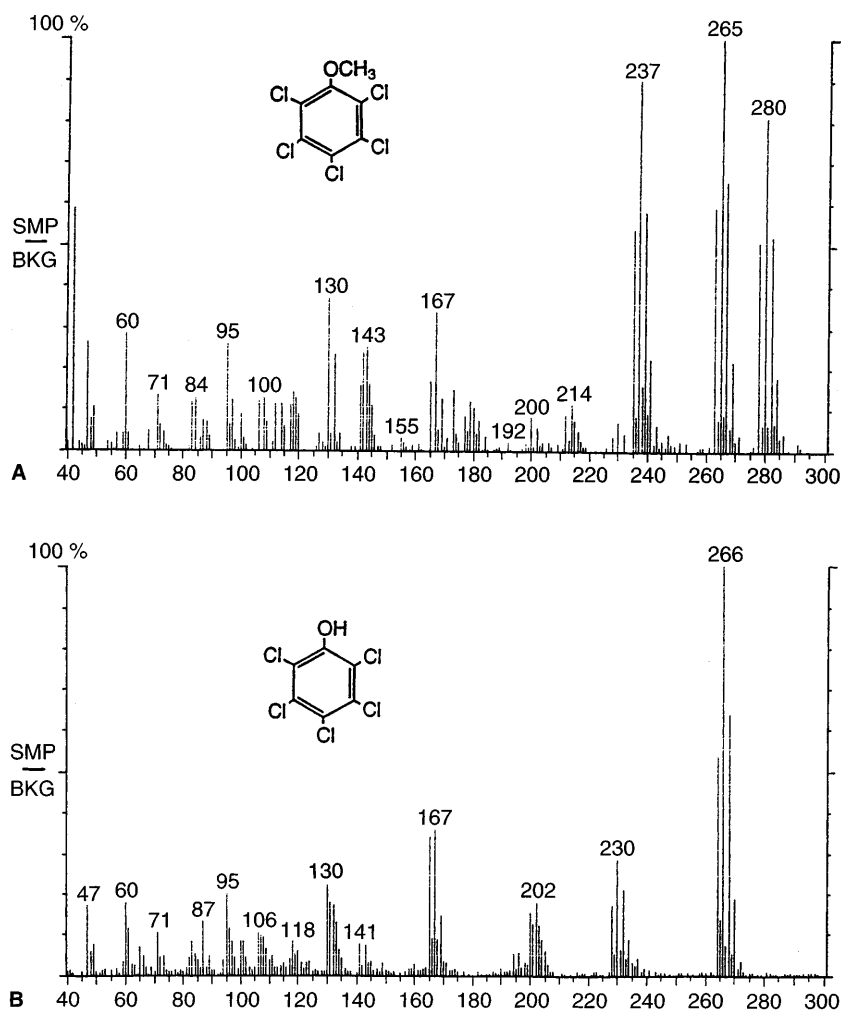 100 %
265
237
280
OCH3
Cl
Cl
Cl
Cl
Cl
SMP
BKG
130
167
60
95
143
71
84
100
155
192
200
214
A
40 60 80 100 120 140 160 180 200 220 240 260 280 300
100 %
266
OH
Cl
Cl
Cl
Cl
Cl
SMP
BKG
167
230
130
95
202
47
60
87
71
106
118
141
B
40 60 80 100 120 140 160 180 200 220 240 260 280 300